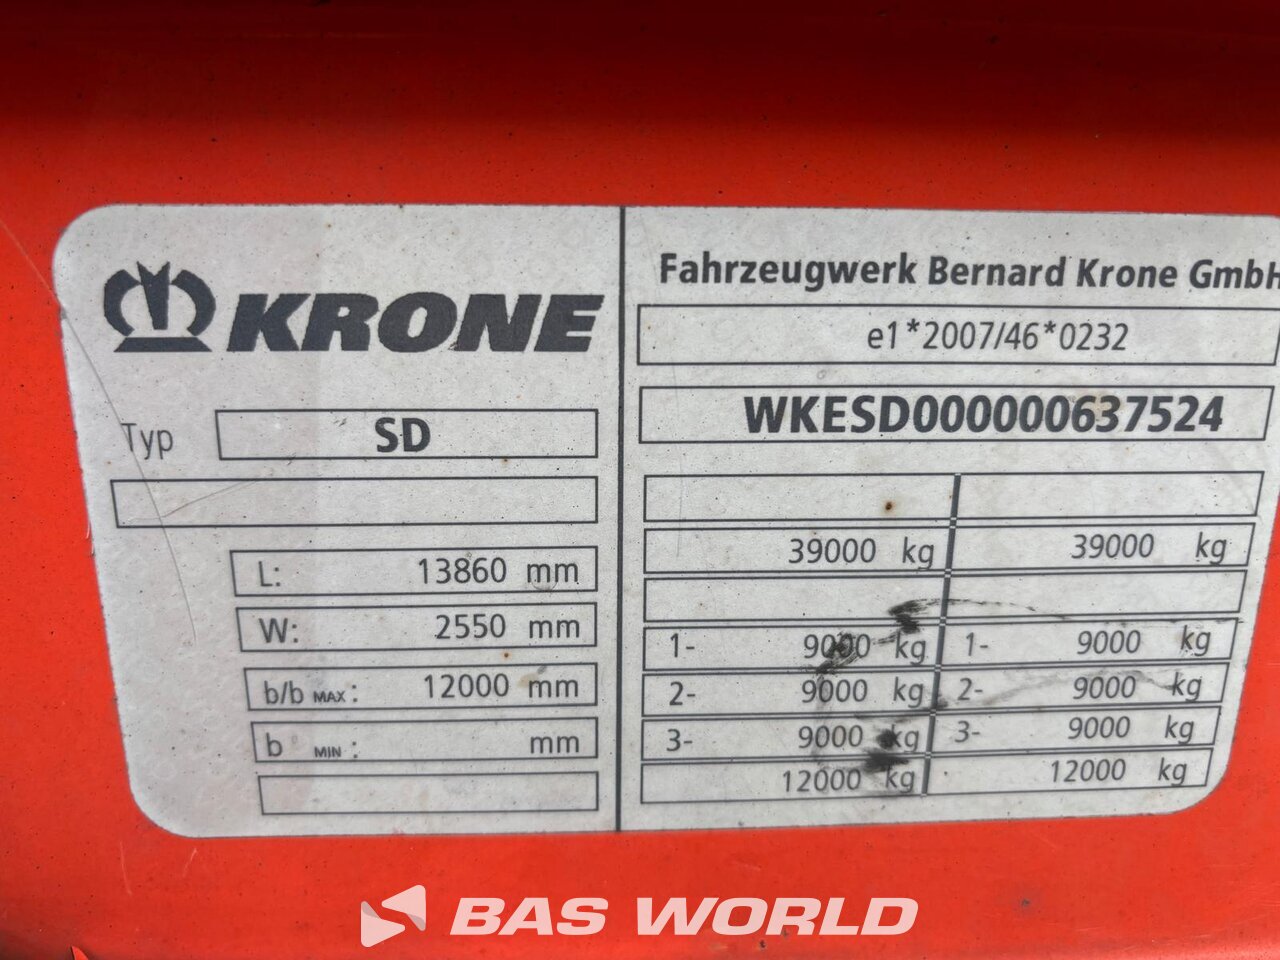 KRONE
Typ SD
L: 13860 mm
W: 2550 mm
b/b MAX: 12000 mm
b MIN: mm
Fahrzeugwerk Bernard Krone GmbH
e1*2007/46*0232
WKESD000000637524
39000 kg 39000 kg
1- 9000 kg 1- 9000 kg
2- 9000 kg 2- 9000 kg
3- 9000 kg 3- 9000 kg
12000 kg 12000 kg
BAS WORLD